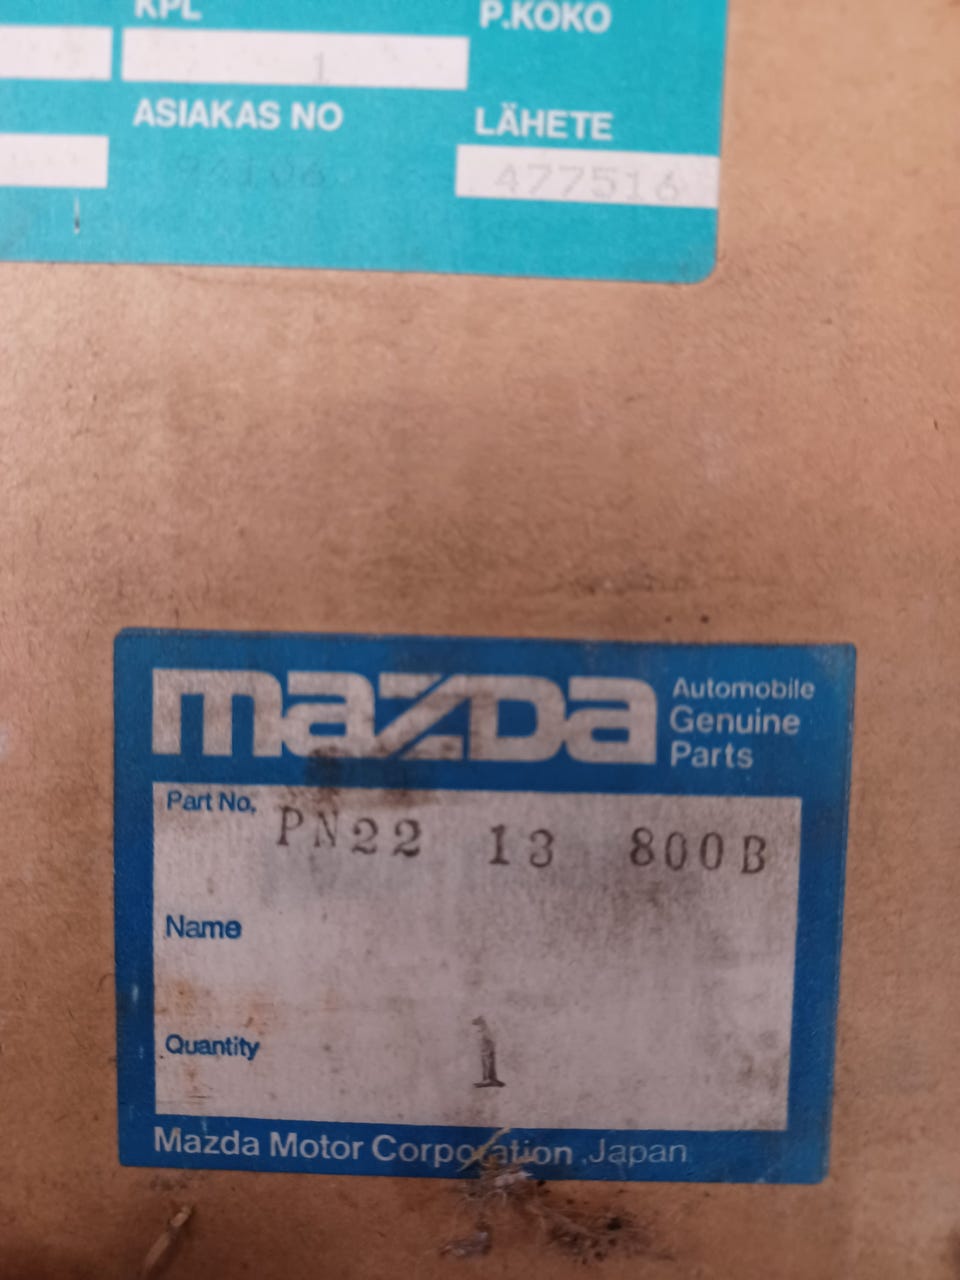 KPL P.KOKO
1
ASIAKAS NO LÄHETE
94106 477516
mazda Automobile
Genuine
Parts
Part No. PN22 13 800B
Name
Quantity 1
Mazda Motor Corporation, Japan